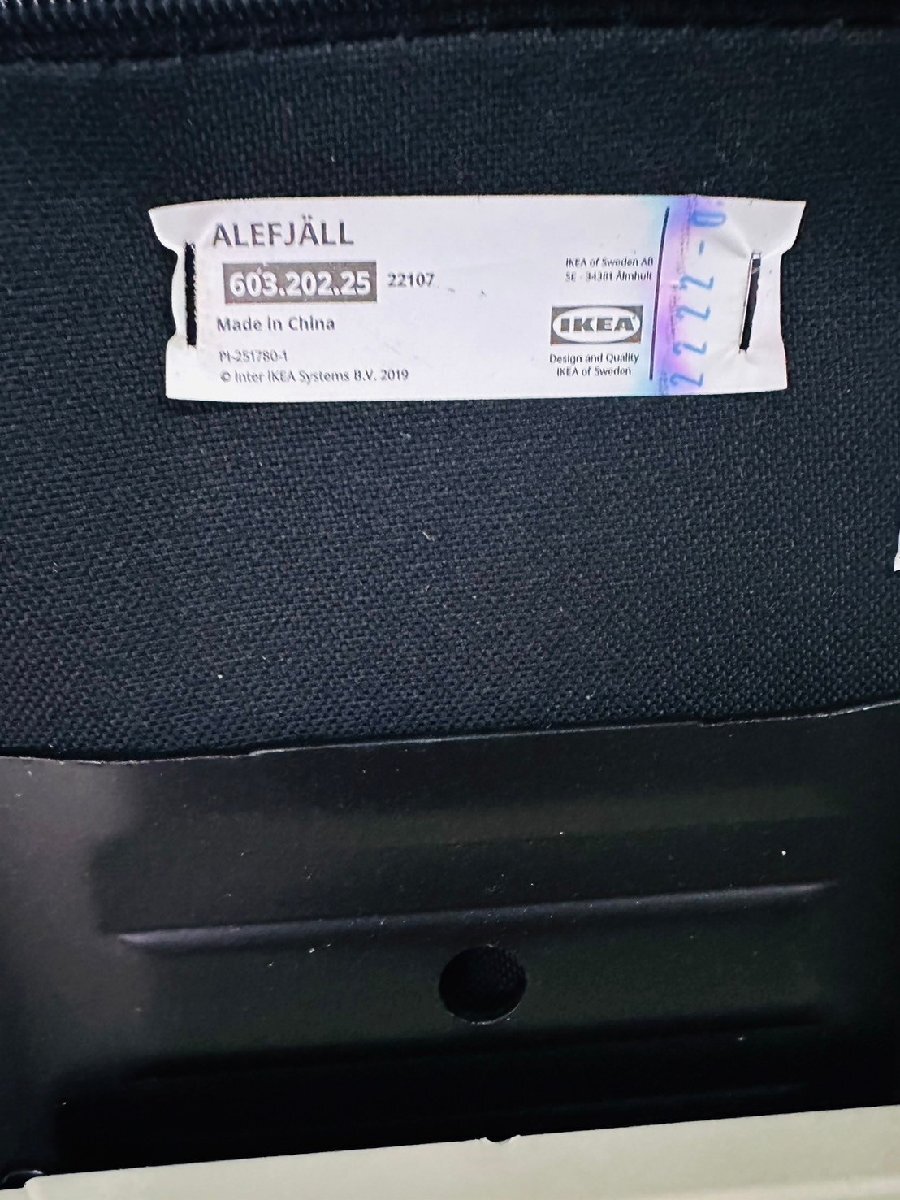 ALEFJÄLL
603.202.25 22107
Made in China
PI-251780-1
© Inter IKEA Systems B.V. 2019
IKEA of Sweden AB
SE - 34381 Älmhult
IKEA
Design and Quality
IKEA of Sweden
2222-0